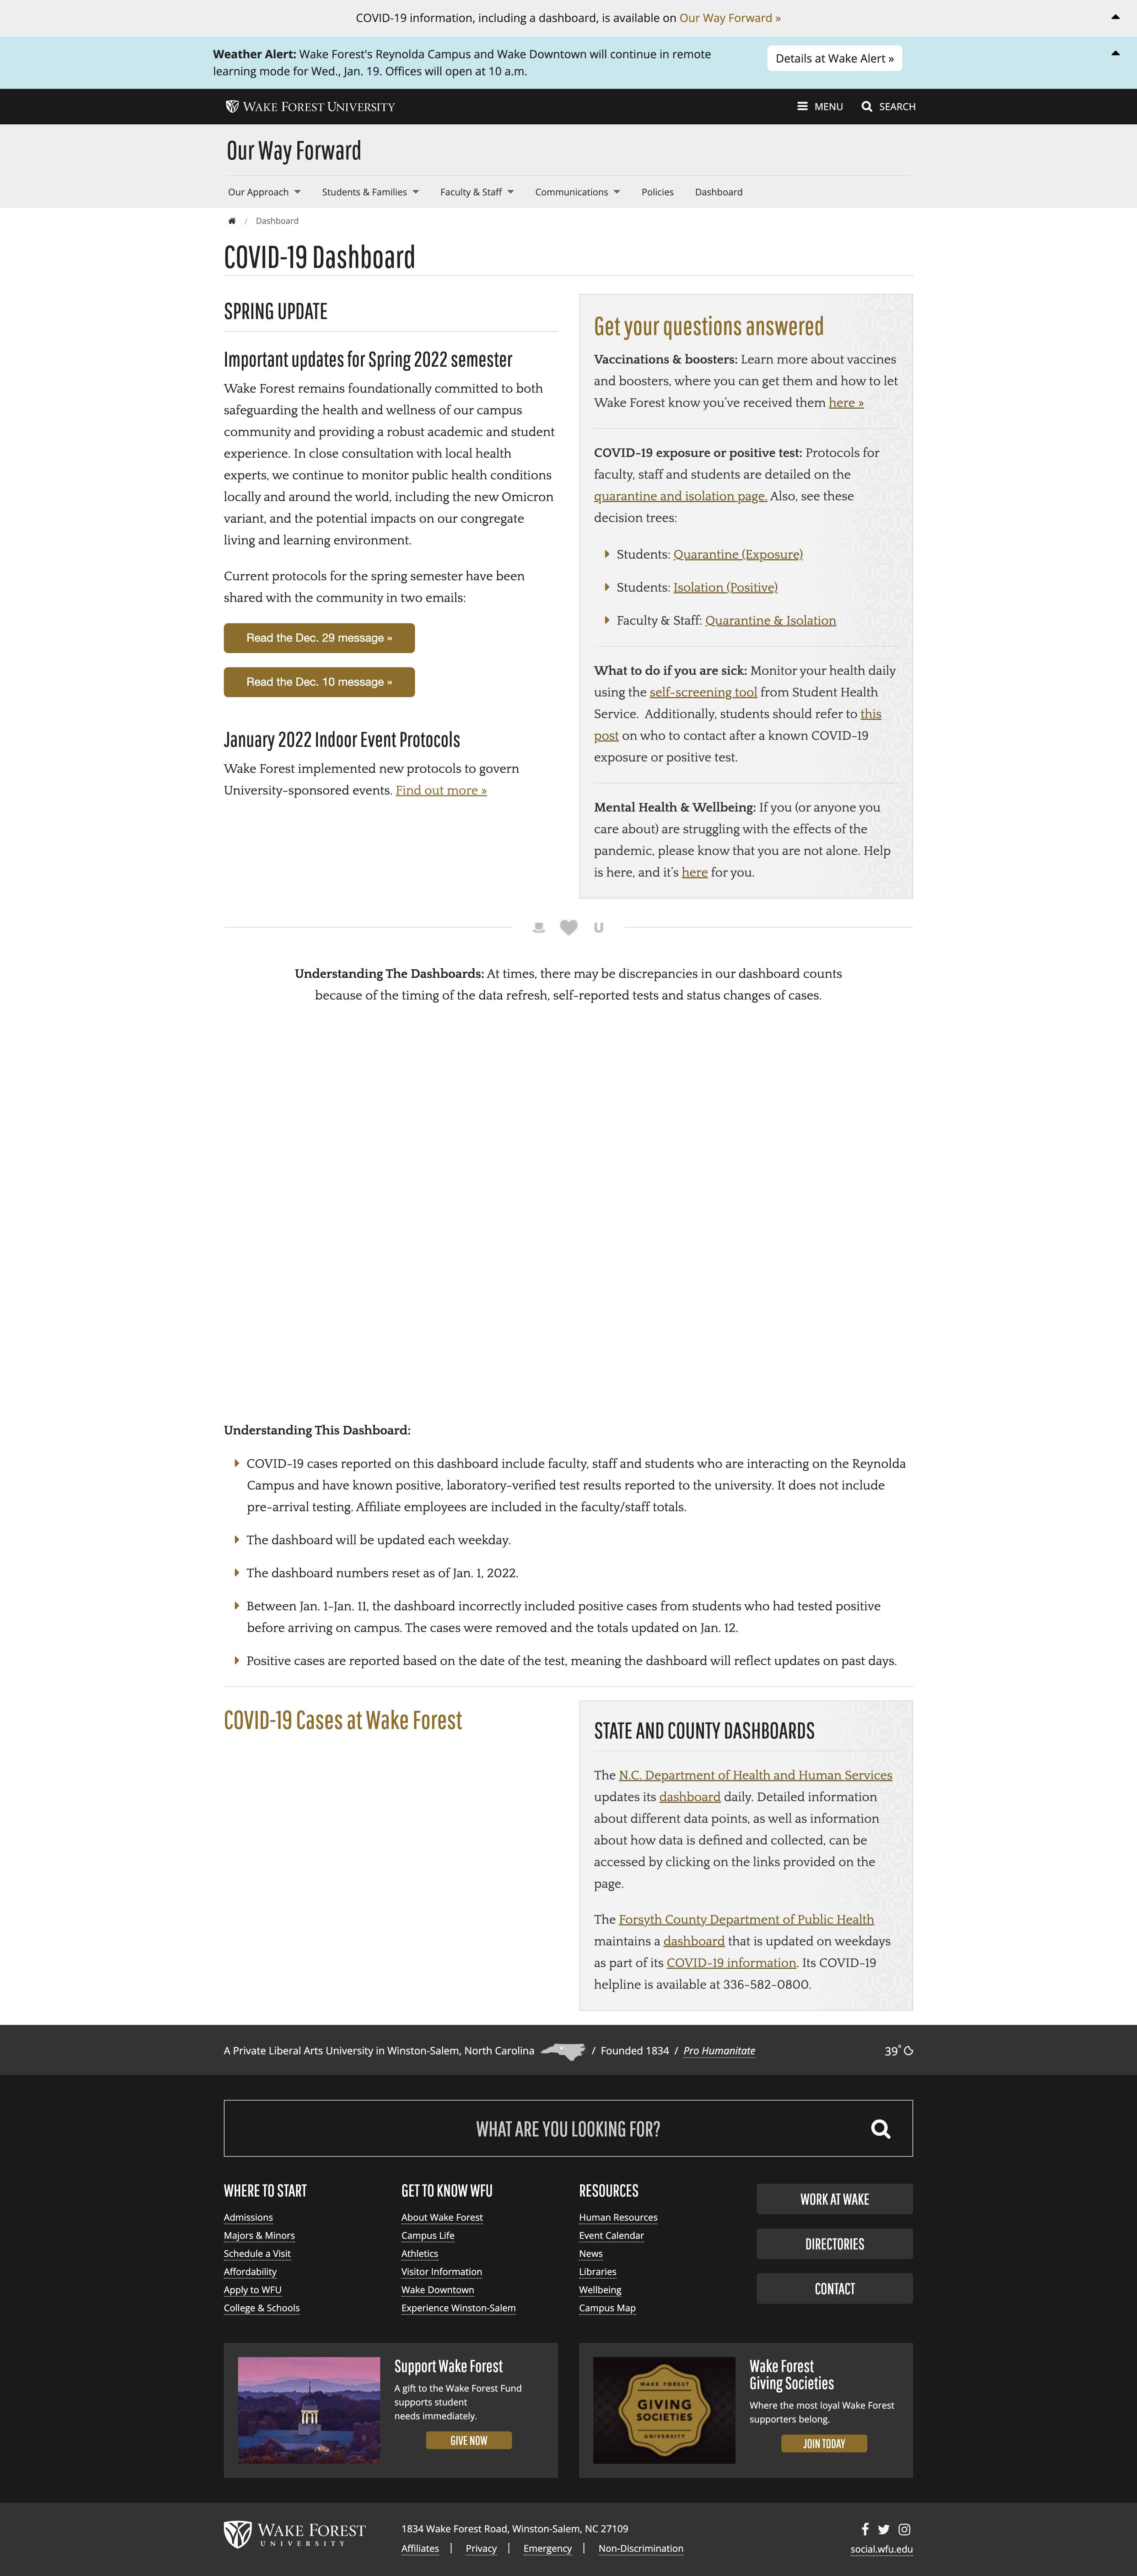 COVID-19 information, including a dashboard, is available on Our Way Forward »
Weather Alert: Wake Forest's Reynolda Campus and Wake Downtown will continue in remote
learning mode for Wed., Jan. 19. Offices will open at 10 a.m.
Details at Wake Alert »
WAKE FOREST UNIVERSITY
MENU
SEARCH
Our Way Forward
Our Approach
Students & Families
Faculty & Staff
Communications
Policies
Dashboard
/ Dashboard
COVID-19 Dashboard
SPRING UPDATE
Important updates for Spring 2022 semester
Wake Forest remains foundationally committed to both
safeguarding the health and wellness of our campus
community and providing a robust academic and student
experience. In close consultation with local health
experts, we continue to monitor public health conditions
locally and around the world, including the new Omicron
variant, and the potential impacts on our congregate
living and learning environment.
Current protocols for the spring semester have been
shared with the community in two emails:
Read the Dec. 29 message »
Read the Dec. 10 message »
January 2022 Indoor Event Protocols
Wake Forest implemented new protocols to govern
University-sponsored events. Find out more »
Get your questions answered
Vaccinations & boosters: Learn more about vaccines
and boosters, where you can get them and how to let
Wake Forest know you've received them here »
COVID-19 exposure or positive test: Protocols for
faculty, staff and students are detailed on the
quarantine and isolation page. Also, see these
decision trees:
Students: Quarantine (Exposure)
Students: Isolation (Positive)
Faculty & Staff: Quarantine & Isolation
What to do if you are sick: Monitor your health daily
using the self-screening tool from Student Health
Service. Additionally, students should refer to this
post on who to contact after a known COVID-19
exposure or positive test.
Mental Health & Wellbeing: If you (or anyone you
care about) are struggling with the effects of the
pandemic, please know that you are not alone. Help
is here, and it's here for you.
Understanding The Dashboards: At times, there may be discrepancies in our dashboard counts
because of the timing of the data refresh, self-reported tests and status changes of cases.
Understanding This Dashboard:
COVID-19 cases reported on this dashboard include faculty, staff and students who are interacting on the Reynolda
Campus and have known positive, laboratory-verified test results reported to the university. It does not include
pre-arrival testing. Affiliate employees are included in the faculty/staff totals.
The dashboard will be updated each weekday.
The dashboard numbers reset as of Jan. 1, 2022.
Between Jan. 1-Jan. 11, the dashboard incorrectly included positive cases from students who had tested positive
before arriving on campus. The cases were removed and the totals updated on Jan. 12.
Positive cases are reported based on the date of the test, meaning the dashboard will reflect updates on past days.
COVID-19 Cases at Wake Forest
STATE AND COUNTY DASHBOARDS
The N.C. Department of Health and Human Services
updates its dashboard daily. Detailed information
about different data points, as well as information
about how data is defined and collected, can be
accessed by clicking on the links provided on the
page.
The Forsyth County Department of Public Health
maintains a dashboard that is updated on weekdays
as part of its COVID-19 information. Its COVID-19
helpline is available at 336-582-0800.
A Private Liberal Arts University in Winston-Salem, North Carolina / Founded 1834 / Pro Humanitate
39°
WHAT ARE YOU LOOKING FOR?
WHERE TO START
Admissions
Majors & Minors
Schedule a Visit
Affordability
Apply to WFU
College & Schools
GET TO KNOW WFU
About Wake Forest
Campus Life
Athletics
Visitor Information
Wake Downtown
Experience Winston-Salem
RESOURCES
Human Resources
Event Calendar
News
Libraries
Wellbeing
Campus Map
WORK AT WAKE
DIRECTORIES
CONTACT
Support Wake Forest
A gift to the Wake Forest Fund
supports student
needs immediately.
GIVE NOW
WAKE FOREST
GIVING
SOCIETIES
UNIVERSITY
Wake Forest
Giving Societies
Where the most loyal Wake Forest
supporters belong.
JOIN TODAY
WAKE FOREST
UNIVERSITY
1834 Wake Forest Road, Winston-Salem, NC 27109
Affiliates | Privacy | Emergency | Non-Discrimination
social.wfu.edu